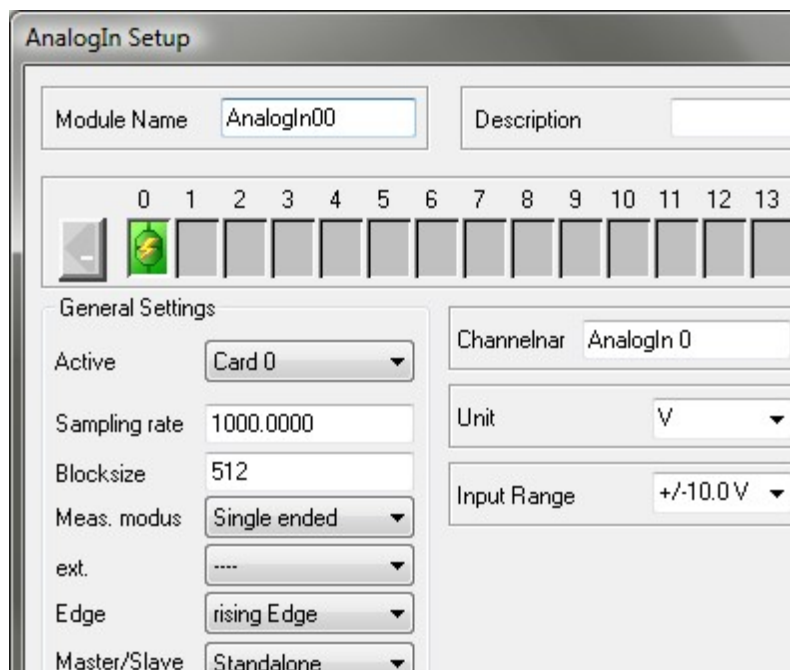 AnalogIn Setup
Module Name AnalogIn00 Description
0 1 2 3 4 5 6 7 8 9 10 11 12 13
General Settings
Channelnar AnalogIn 0
Active Card 0
Sampling rate 1000.0000
Unit V
Blocksize 512
Input Range +/-10.0 V
Meas. modus Single ended
ext. ----
Edge rising Edge
Master/Slave Standalone